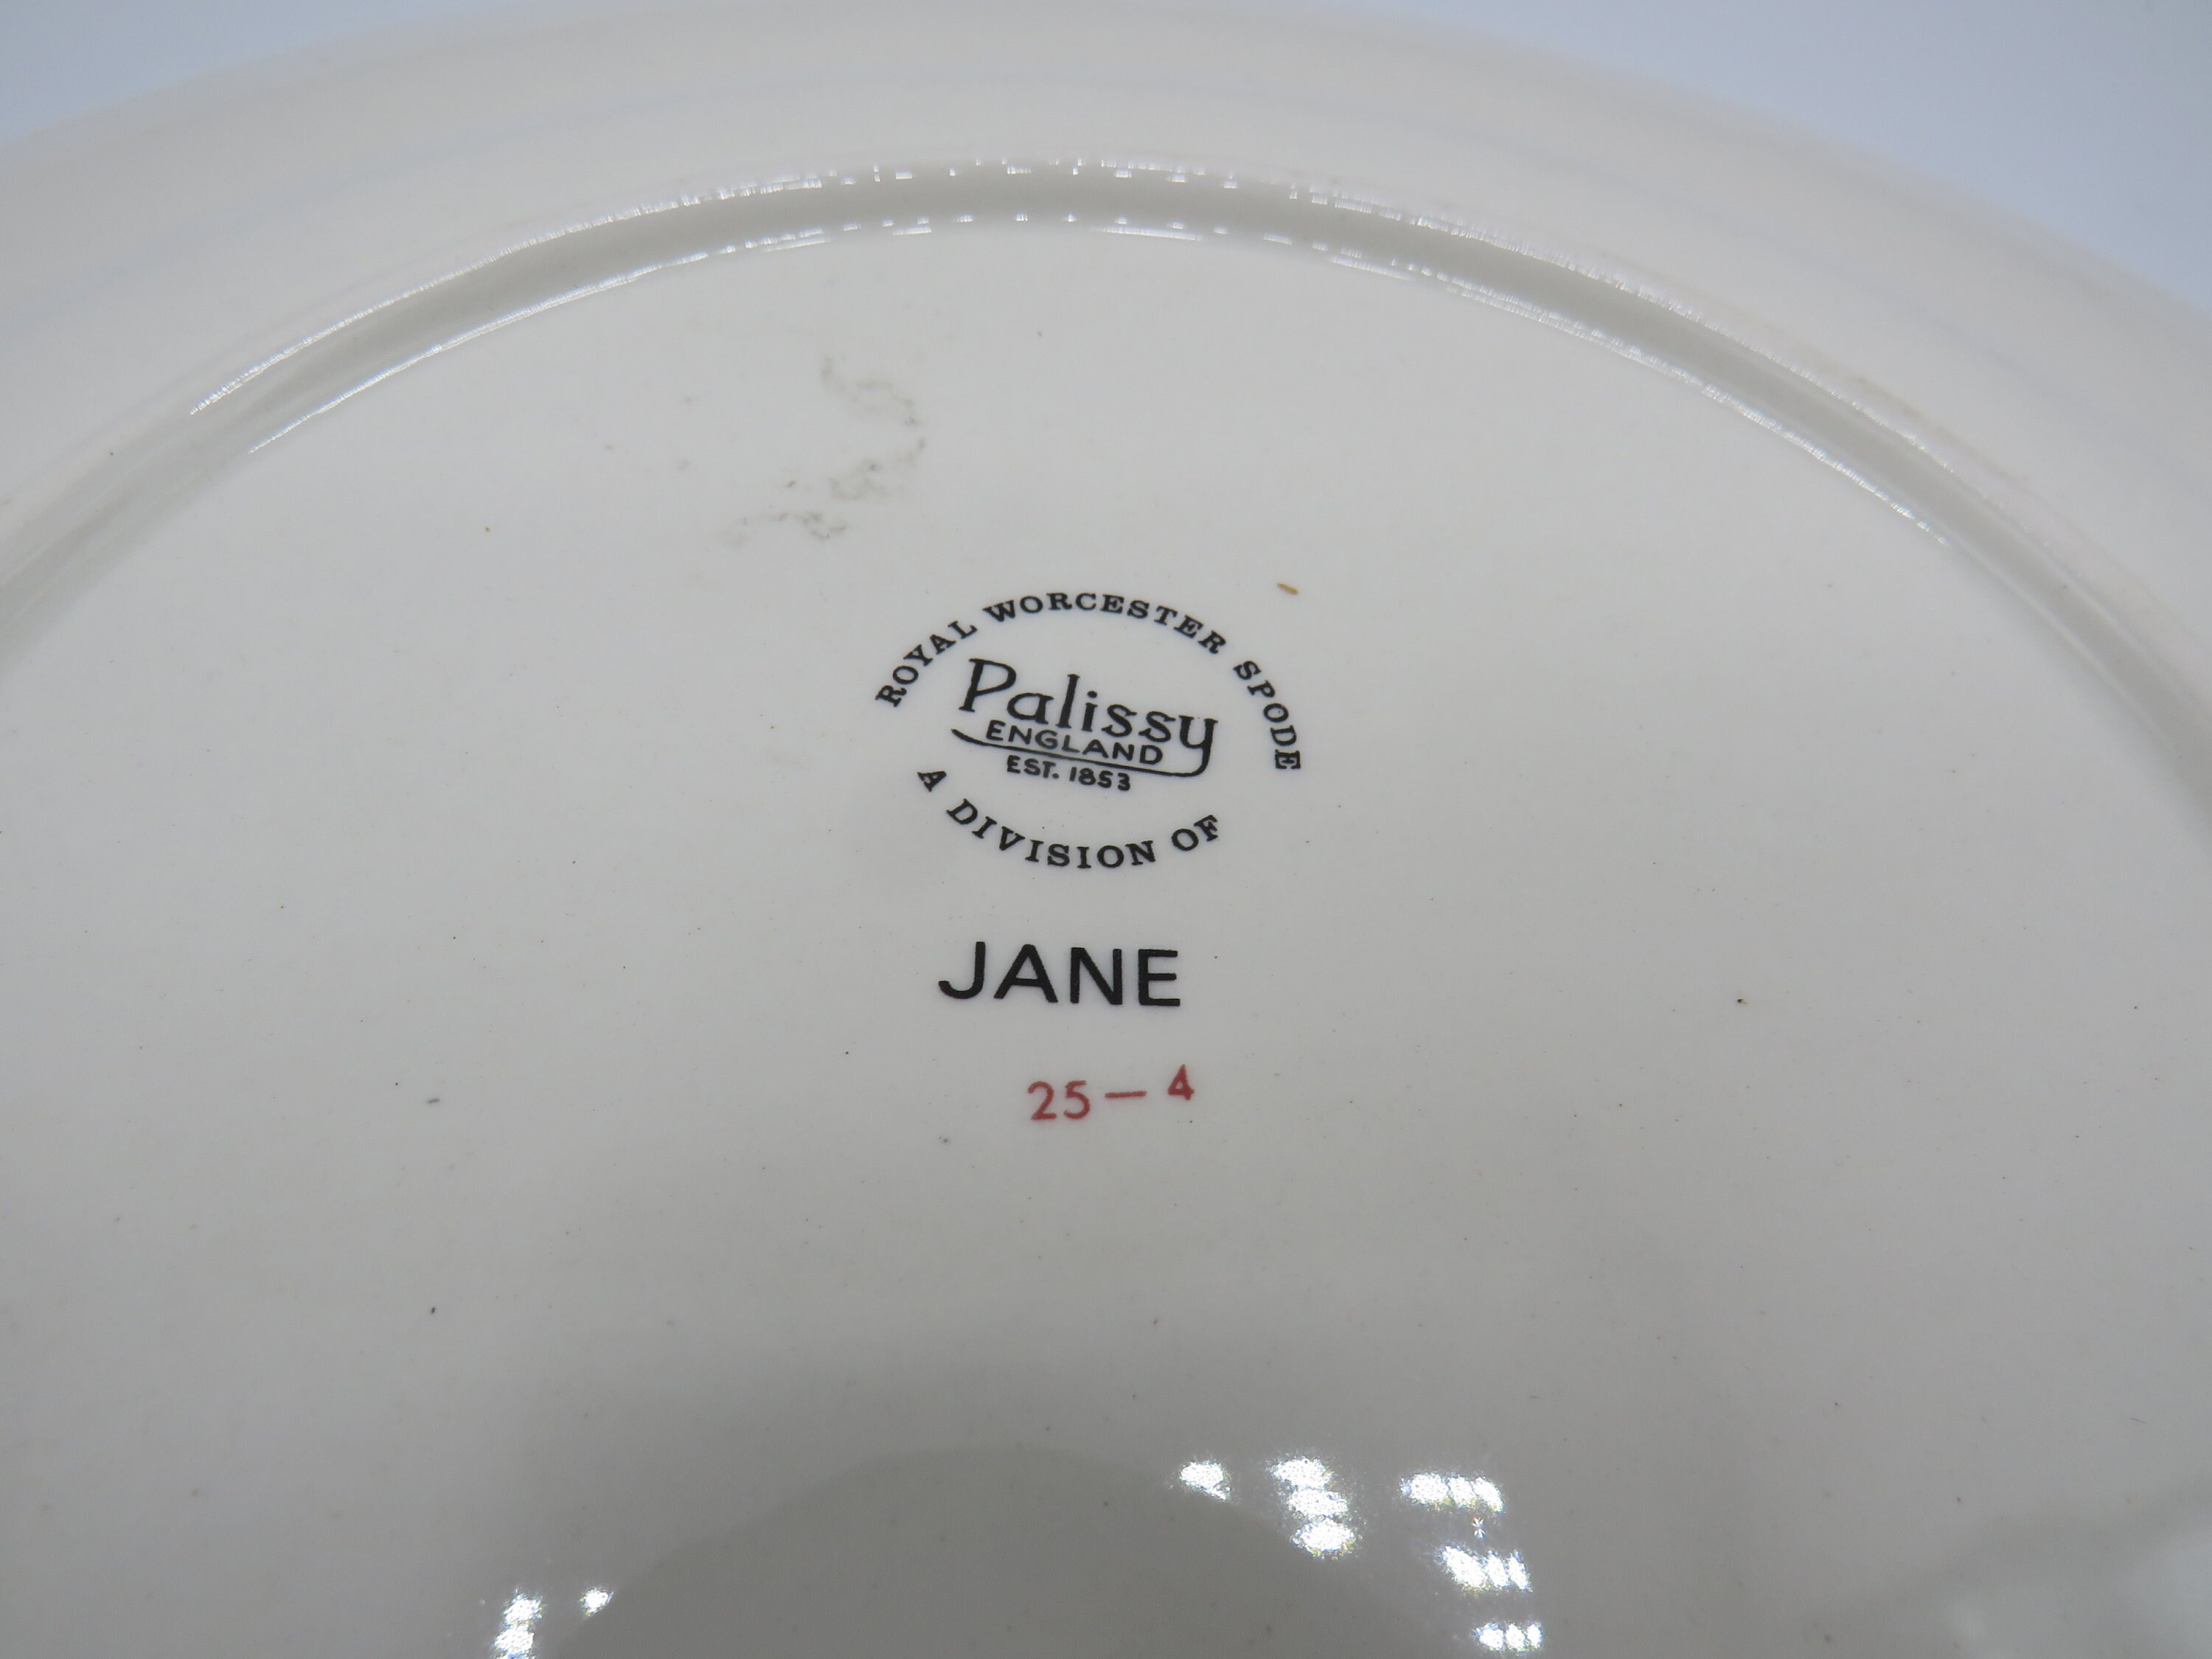 ROYAL WORCESTER SPODE
Palissy
ENGLAND
EST. 1853
A DIVISION OF
JANE
25 — 4